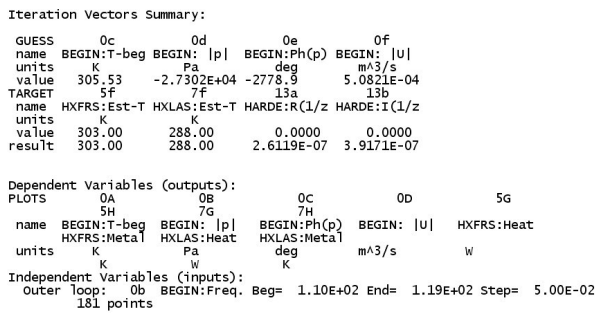 Iteration Vectors Summary:
GUESS 0c 0d 0e 0f
name BEGIN:T-beg BEGIN: |p| BEGIN:Ph(p) BEGIN: |U|
units K Pa deg m^3/s
value 305.53 -2.7302E+04 -2778.9 5.0821E-04
TARGET 5f 7f 13a 13b
name HXFRS:Est-T HXLAS:Est-T HARDE:R(1/z HARDE:I(1/z
units K K
value 303.00 288.00 0.0000 0.0000
result 303.00 288.00 2.6119E-07 3.9171E-07
Dependent Variables (outputs):
PLOTS 0A 0B 0C 0D 5G
5H 7G 7H
name BEGIN:T-beg BEGIN: |p| BEGIN:Ph(p) BEGIN: |U| HXFRS:Heat
HXFRS:Metal HXLAS:Heat HXLAS:Metal
units K Pa deg m^3/s W
K W K
Independent Variables (inputs):
Outer loop: 0b BEGIN:Freq. Beg= 1.10E+02 End= 1.19E+02 Step= 5.00E-02
181 points